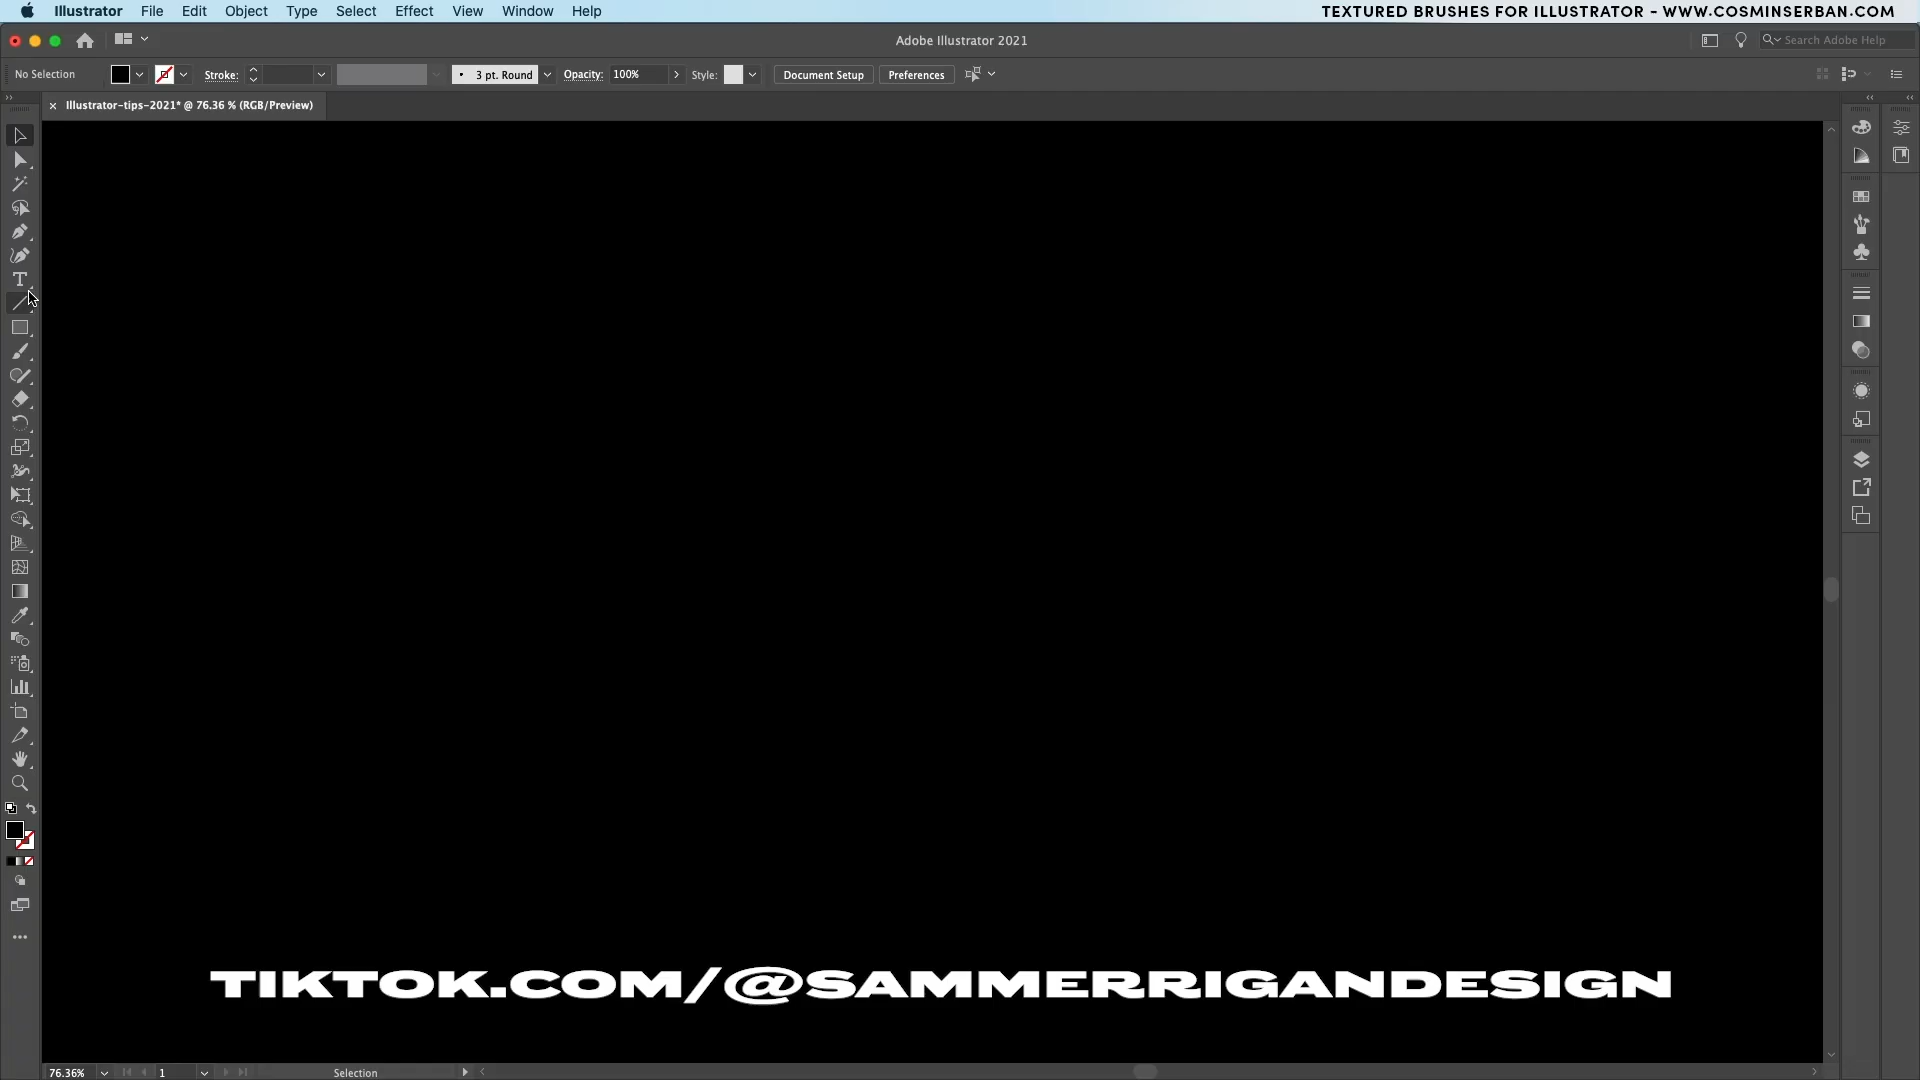 Illustrator File Edit Object Type Select Effect View Window Help
TEXTURED BRUSHES FOR ILLUSTRATOR - WWW.COSMINSERBAN.COM
Adobe Illustrator 2021
Search Adobe Help
No Selection
Stroke:
3 pt. Round
Opacity: 100%
Style:
Document Setup
Preferences
Illustrator-tips-2021* @ 76.36 % (RGB/Preview)
TIKTOK.COM/@SAMMERRIGANDESIGN
76.36%
1
Selection